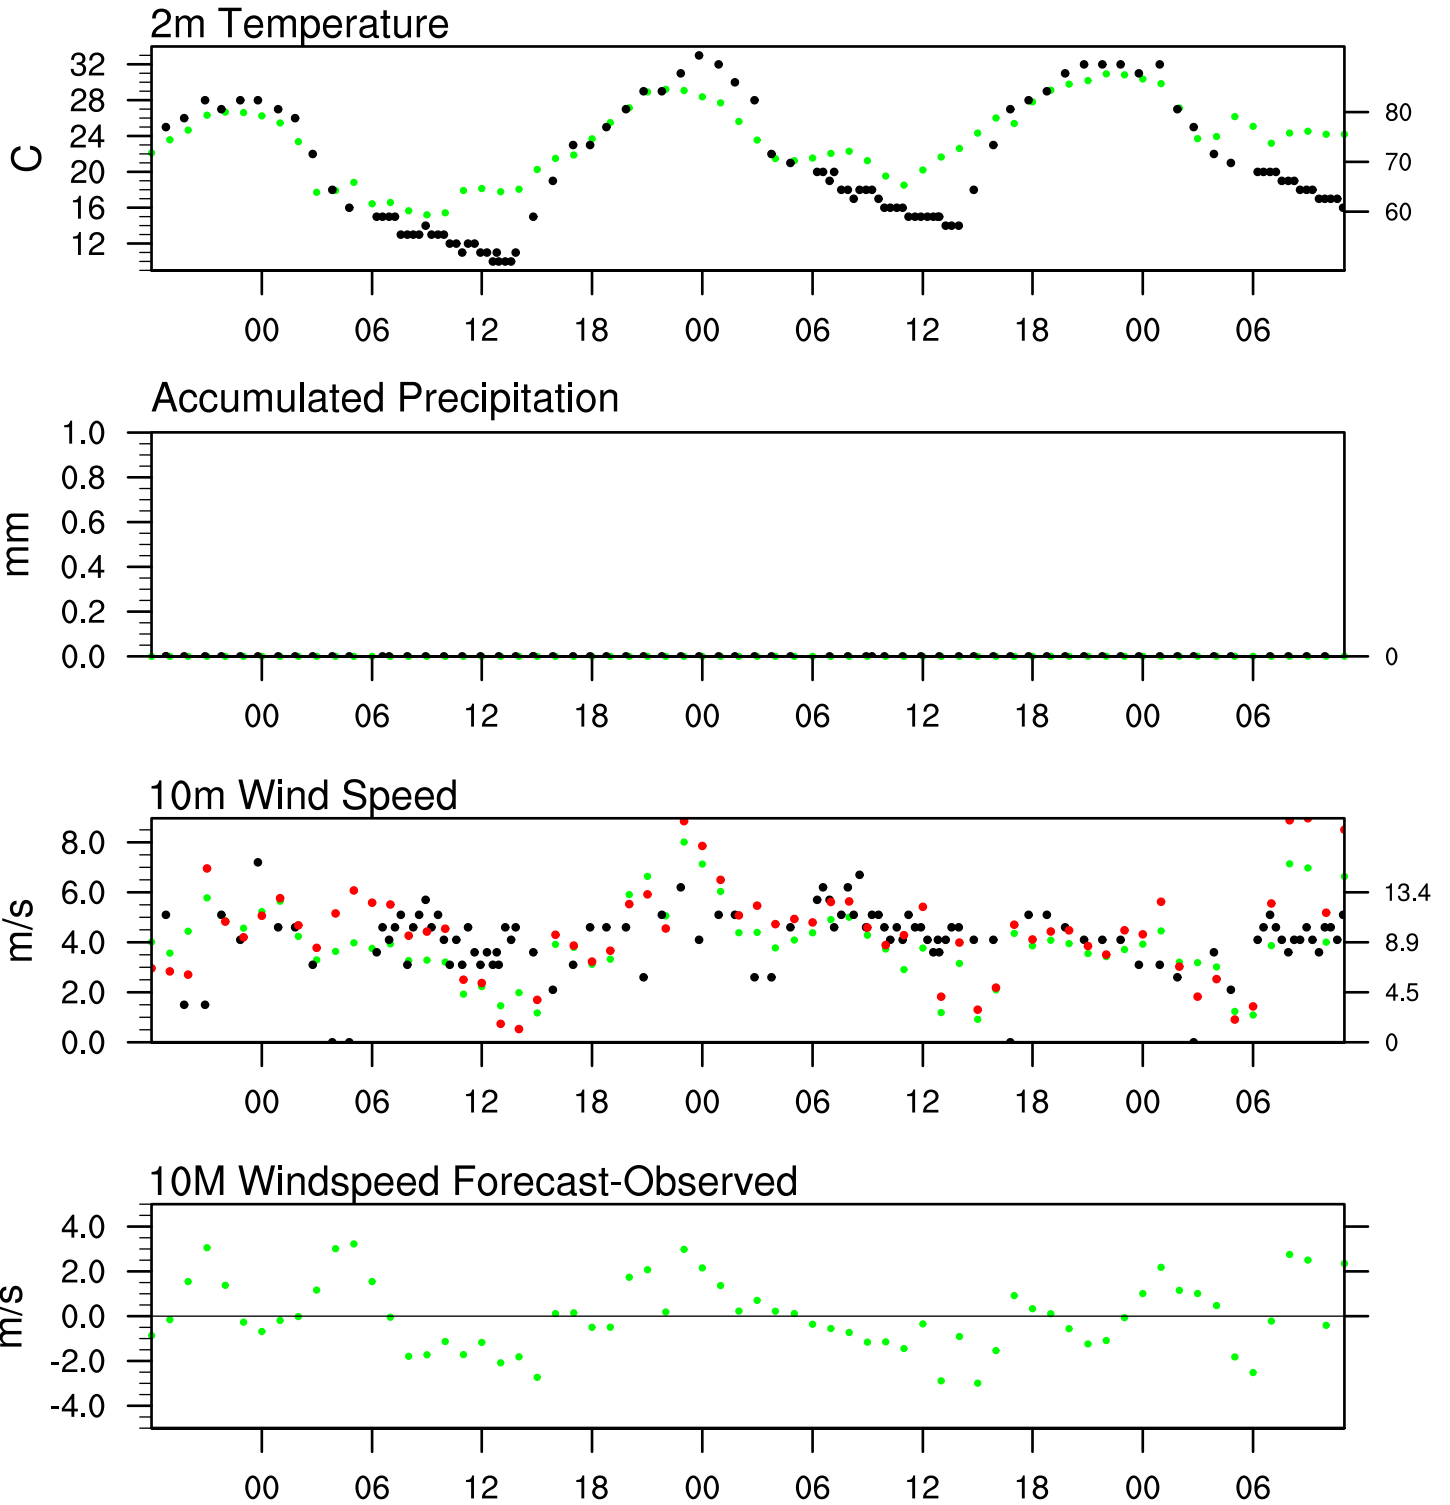 2m Temperature
32
28
24
20
16
12
C
80
70
60
00 06 12 18 00 06 12 18 00 06
Accumulated Precipitation
1.0
0.8
0.6
0.4
0.2
0.0
mm
0
00 06 12 18 00 06 12 18 00 06
10m Wind Speed
8.0
6.0
4.0
2.0
0.0
m/s
13.4
8.9
4.5
0
00 06 12 18 00 06 12 18 00 06
10M Windspeed Forecast-Observed
4.0
2.0
0.0
-2.0
-4.0
m/s
00 06 12 18 00 06 12 18 00 06